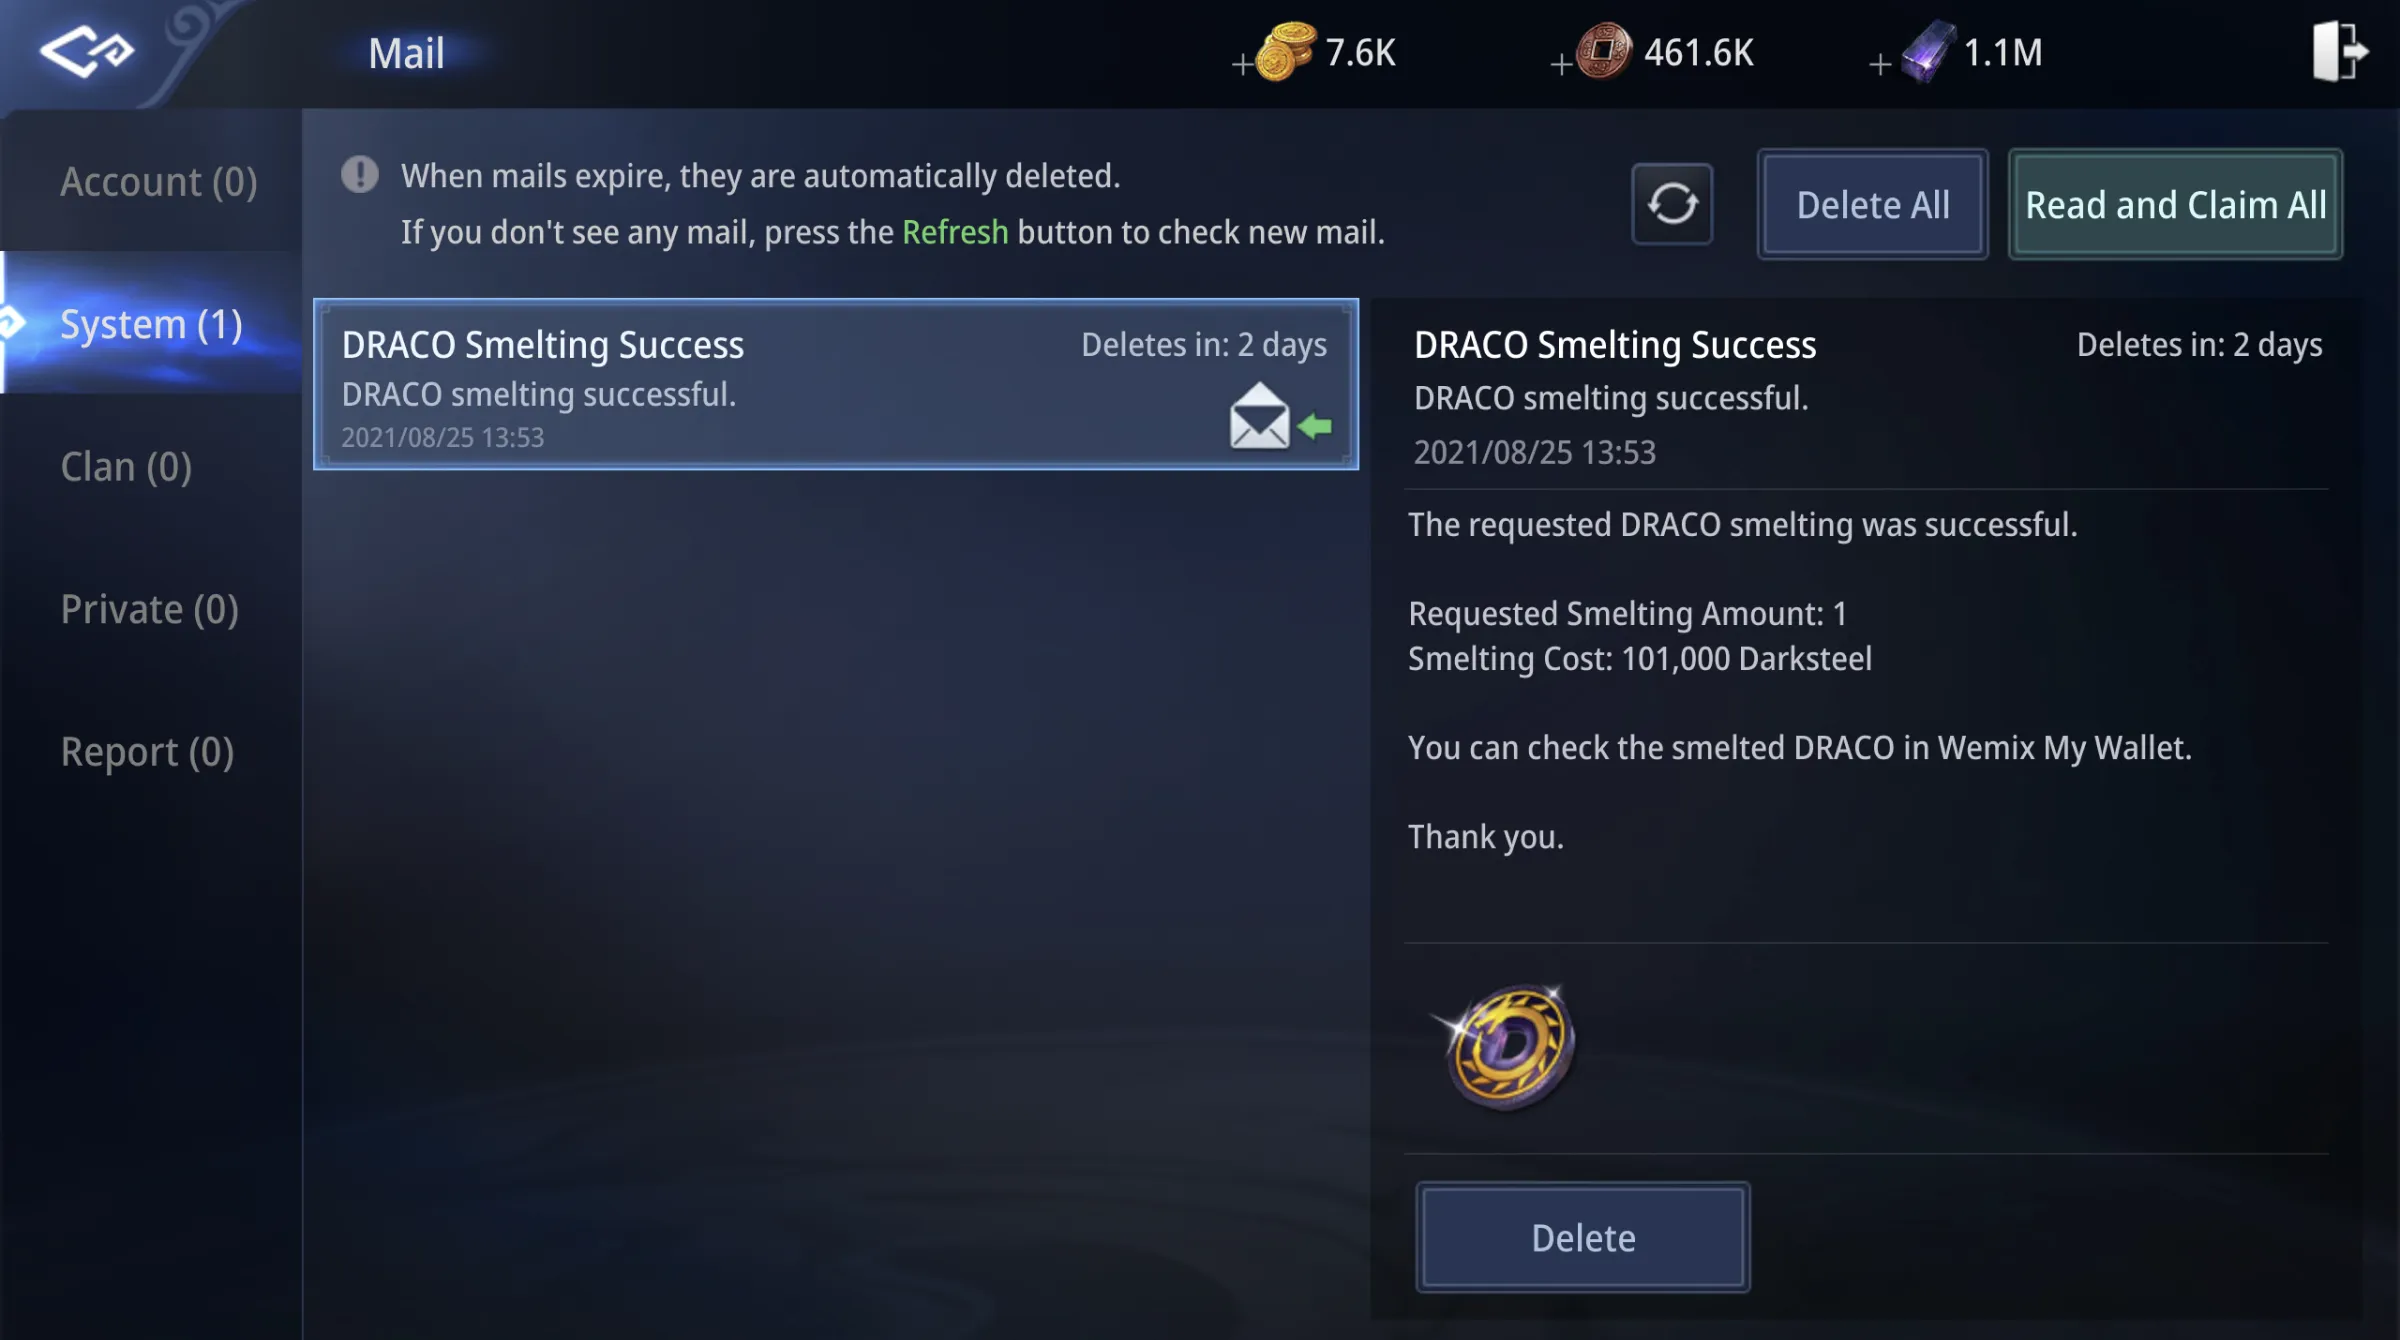 Mail
7.6K
461.6K
1.1M
Account (0)
System (1)
Clan (0)
Private (0)
Report (0)
When mails expire, they are automatically deleted.
If you don't see any mail, press the Refresh button to check new mail.
Delete All
Read and Claim All
DRACO Smelting Success
Deletes in: 2 days
DRACO smelting successful.
2021/08/25 13:53
DRACO Smelting Success
Deletes in: 2 days
DRACO smelting successful.
2021/08/25 13:53
The requested DRACO smelting was successful.
Requested Smelting Amount: 1
Smelting Cost: 101,000 Darksteel
You can check the smelted DRACO in Wemix My Wallet.
Thank you.
D
Delete